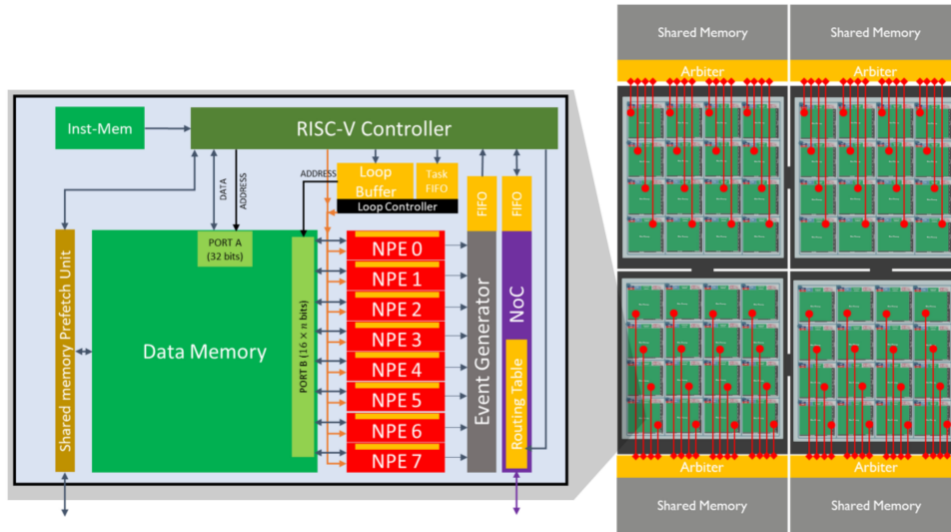 Shared Memory
Shared Memory
Arbiter
Arbiter
Inst-Mem
RISC-V Controller
DATA
ADDRESS
ADDRESS
Loop
Buffer
Task
FIFO
Loop Controller
FIFO
FIFO
PORT A
(32 bits)
Shared memory Prefetch Unit
Data Memory
PORT B (16 × n bits)
NPE 0
NPE 1
NPE 2
NPE 3
NPE 4
NPE 5
NPE 6
NPE 7
Event Generator
NoC
Routing Table
Arbiter
Arbiter
Shared Memory
Shared Memory